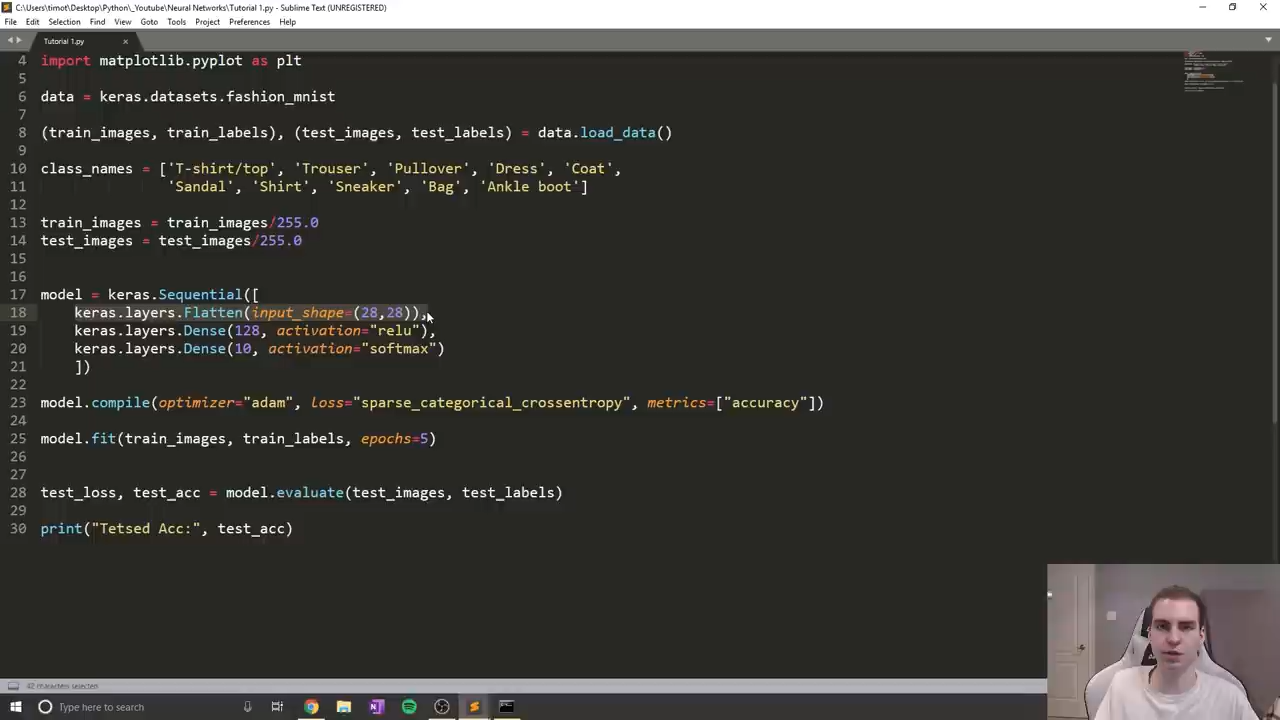 C:\Users\timot\Desktop\Python\_Youtube\Neural Networks\Tutorial 1.py - Sublime Text (UNREGISTERED)
File Edit Selection Find View Goto Tools Project Preferences Help
Tutorial 1.py
4 import matplotlib.pyplot as plt
5
6 data = keras.datasets.fashion_mnist
7
8 (train_images, train_labels), (test_images, test_labels) = data.load_data()
9
10 class_names = ['T-shirt/top', 'Trouser', 'Pullover', 'Dress', 'Coat',
11 'Sandal', 'Shirt', 'Sneaker', 'Bag', 'Ankle boot']
12
13 train_images = train_images/255.0
14 test_images = test_images/255.0
15
16
17 model = keras.Sequential([
18 keras.layers.Flatten(input_shape=(28,28)),
19 keras.layers.Dense(128, activation="relu"),
20 keras.layers.Dense(10, activation="softmax")
21 ])
22
23 model.compile(optimizer="adam", loss="sparse_categorical_crossentropy", metrics=["accuracy"])
24
25 model.fit(train_images, train_labels, epochs=5)
26
27
28 test_loss, test_acc = model.evaluate(test_images, test_labels)
29
30 print("Tetsed Acc:", test_acc)
42 characters selected
Type here to search